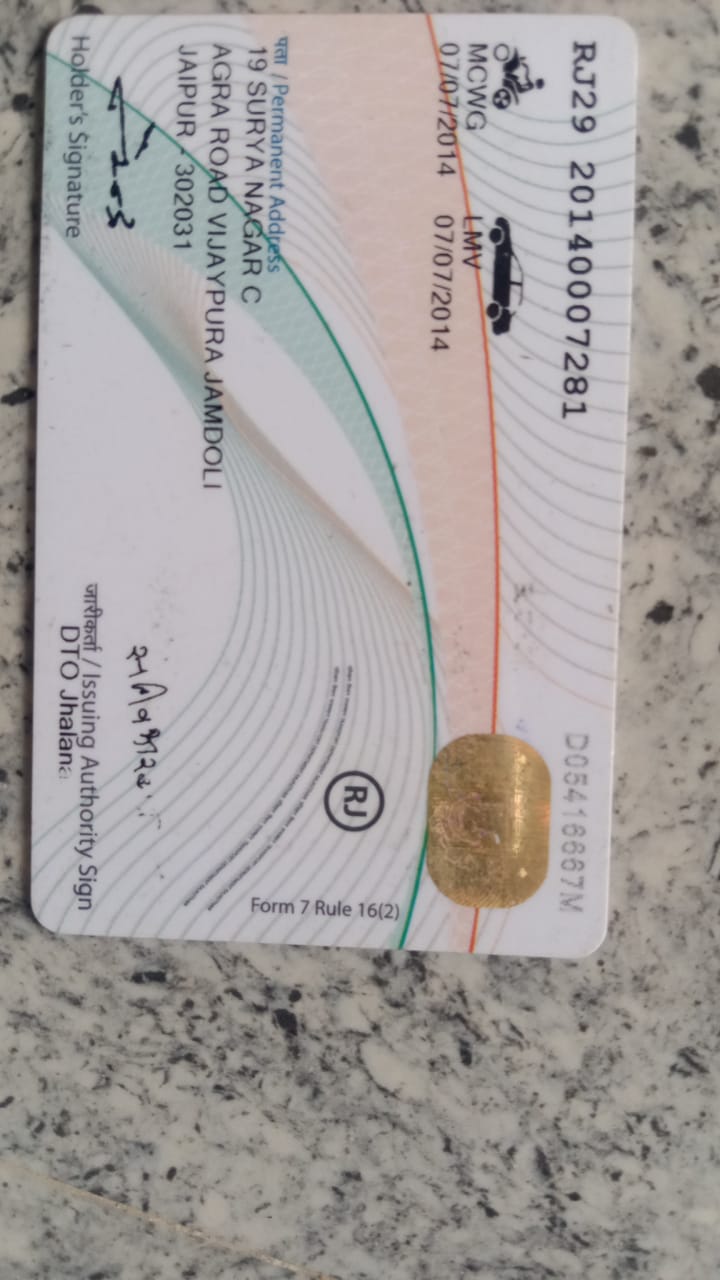 RJ29 20140007281
D05416667M
MCWG
07/07/2014
LMV
07/07/2014
पता / Permanent Address
19 SURYA NAGAR C
AGRA ROAD VIJAYPURA JAMDOLI
JAIPUR 302031
Holder's Signature
RJ
Form 7 Rule 16(2)
जारीकर्ता / Issuing Authority Sign
DTO Jhalana